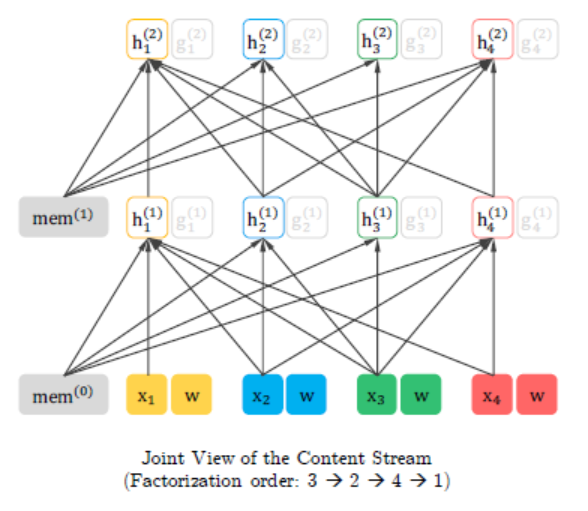 h₁⁽²⁾ g₁⁽²⁾ h₂⁽²⁾ g₂⁽²⁾ h₃⁽²⁾ g₃⁽²⁾ h₄⁽²⁾ g₄⁽²⁾
mem⁽¹⁾ h₁⁽¹⁾ g₁⁽¹⁾ h₂⁽¹⁾ g₂⁽¹⁾ h₃⁽¹⁾ g₃⁽¹⁾ h₄⁽¹⁾ g₄⁽¹⁾
mem⁽⁰⁾ x₁ w x₂ w x₃ w x₄ w
Joint View of the Content Stream
(Factorization order: 3 → 2 → 4 → 1)